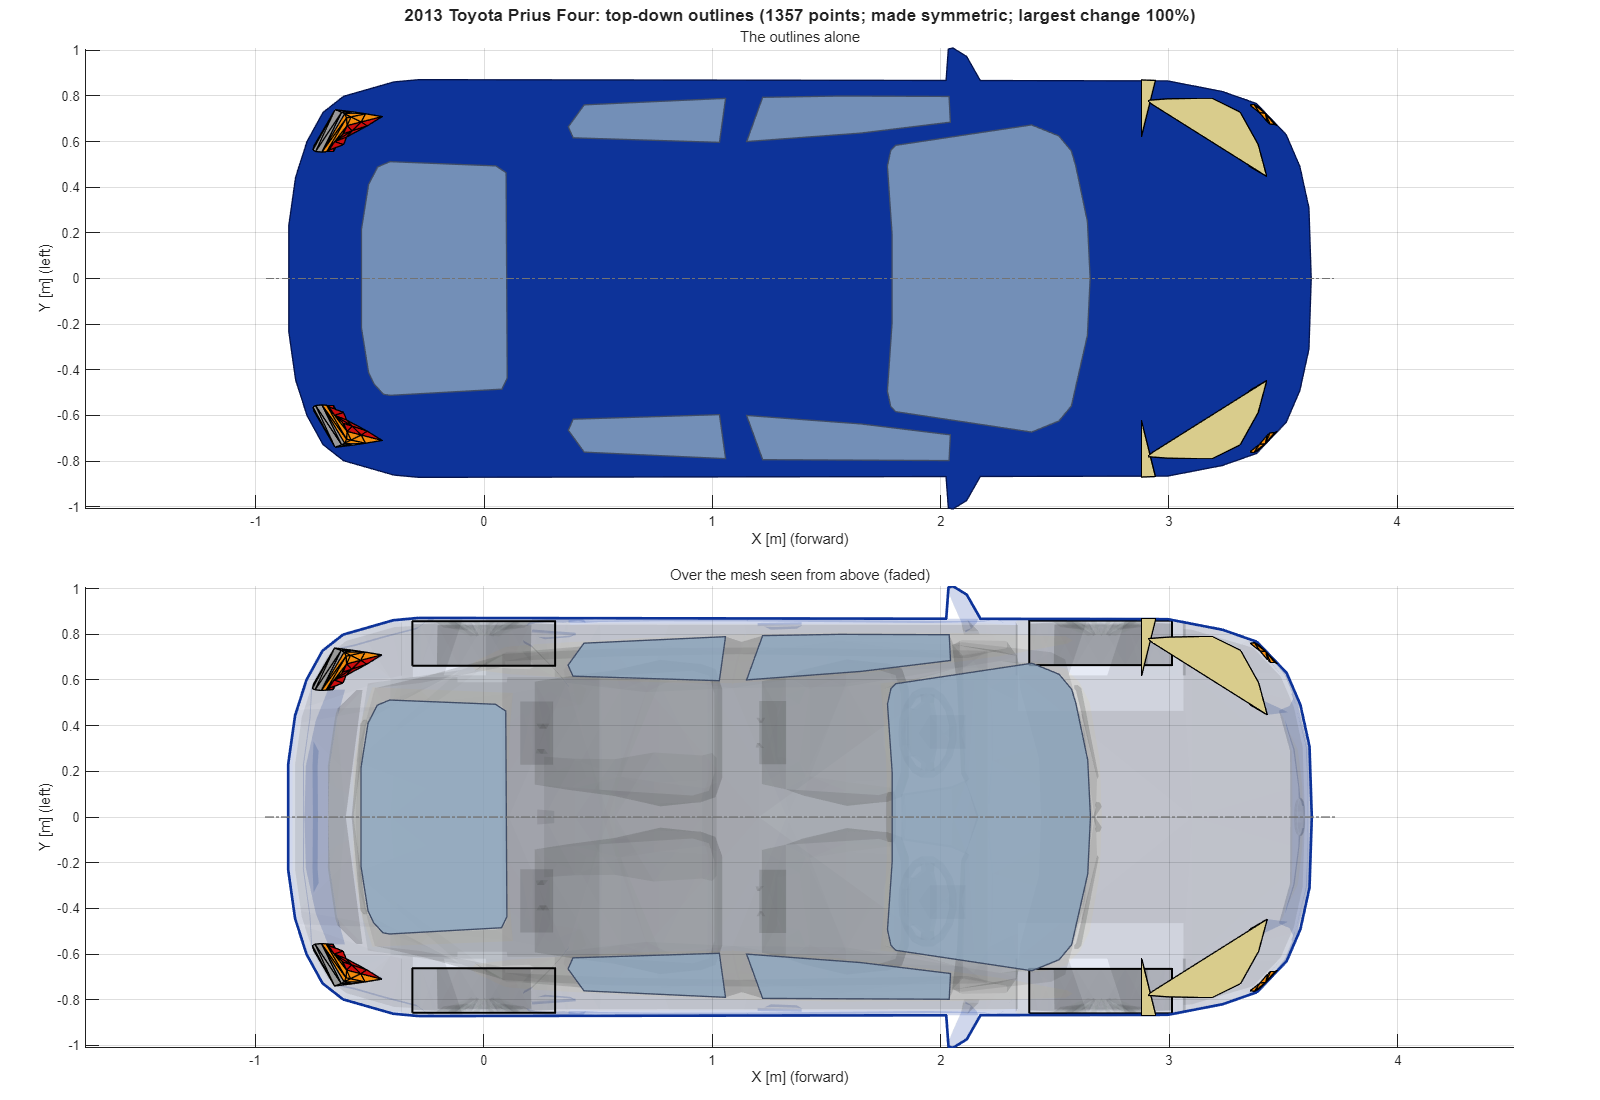 2013 Toyota Prius Four: top-down outlines (1357 points; made symmetric; largest change 100%)
The outlines alone
1
0.8
0.6
0.4
0.2
0
-0.2
-0.4
-0.6
-0.8
-1
Y [m] (left)
-1 0 1 2 3 4
X [m] (forward)
Over the mesh seen from above (faded)
1
0.8
0.6
0.4
0.2
0
-0.2
-0.4
-0.6
-0.8
-1
Y [m] (left)
-1 0 1 2 3 4
X [m] (forward)